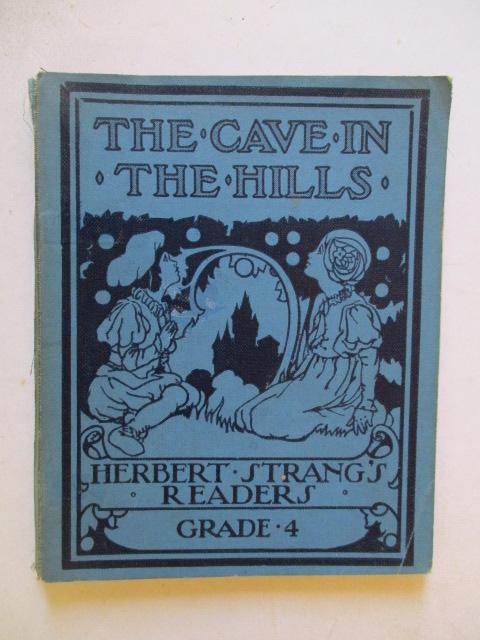 THE·CAVE·IN
·THE·HILLS·
HERBERT·STRANG'S
·READERS·
GRADE·4